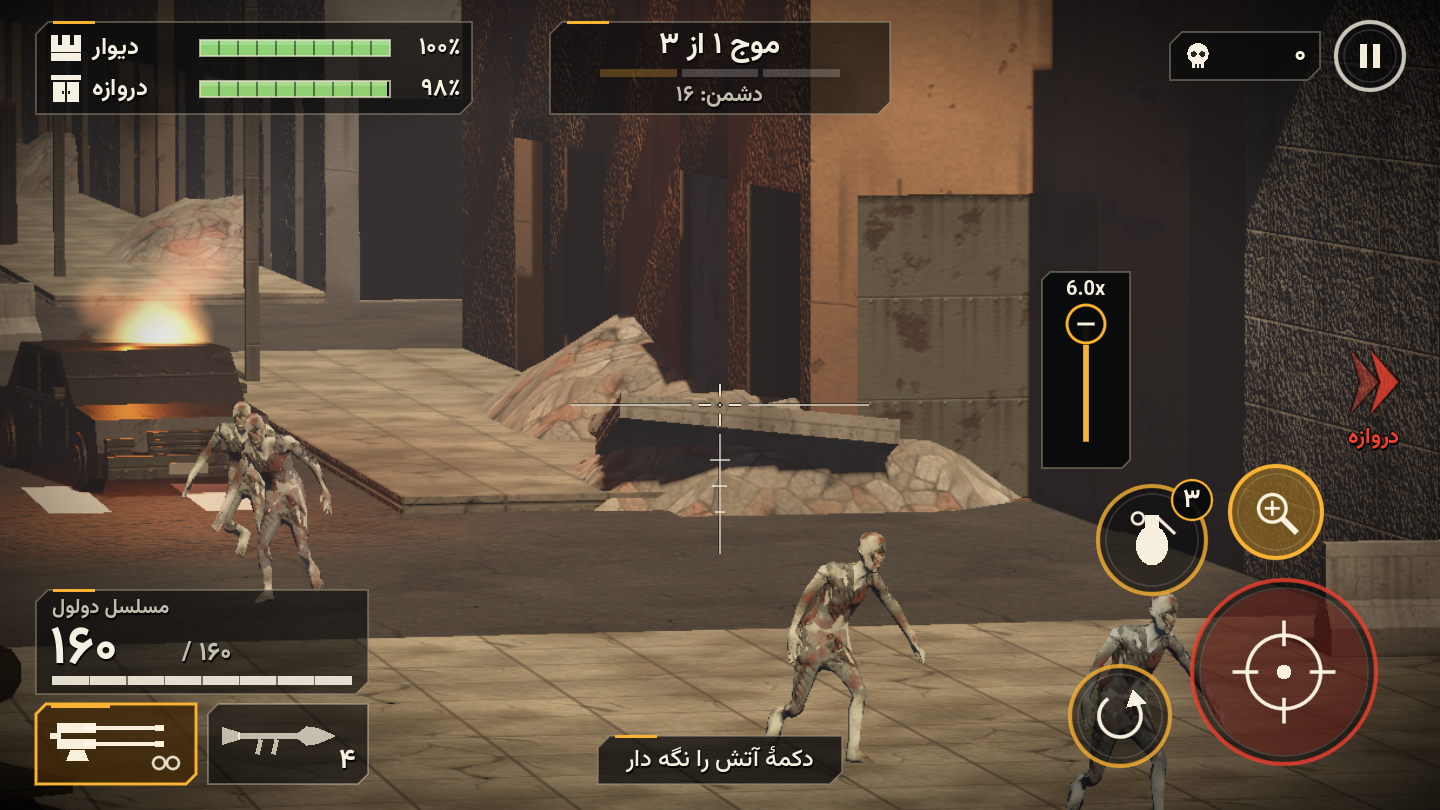 دیوار ۱۰۰٪
دروازه ۹۸٪
موج ۱ از ۳
دشمن: ۱۶
۰
6.0x
دروازه
۳
مسلسل دولول
۱۶۰ / ۱۶۰
∞
۴
دکمهٔ آتش را نگه دار